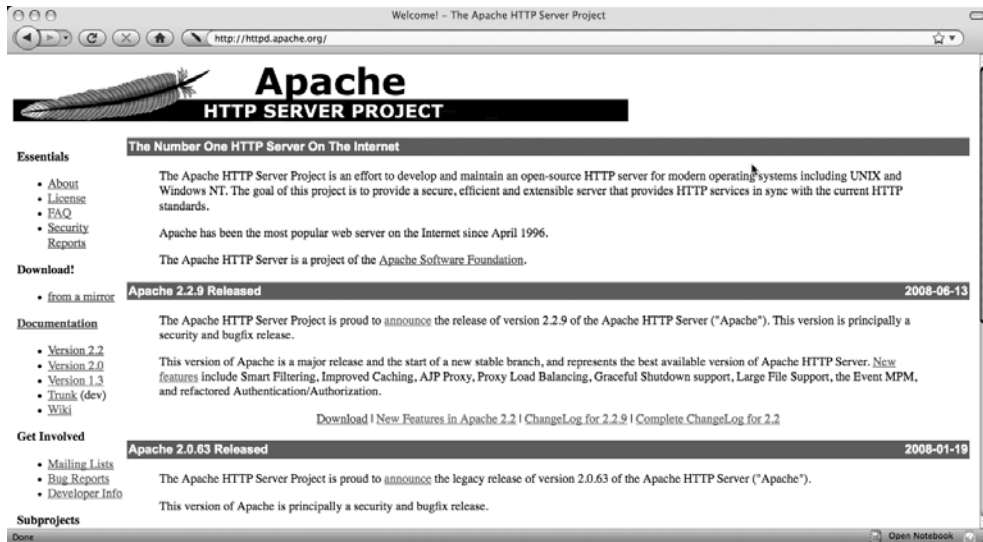 Welcome! – The Apache HTTP Server Project
http://httpd.apache.org/
Apache
HTTP SERVER PROJECT
Essentials
• About
• License
• FAQ
• Security
Reports
Download!
• from a mirror
Documentation
• Version 2.2
• Version 2.0
• Version 1.3
• Trunk (dev)
• Wiki
Get Involved
• Mailing Lists
• Bug Reports
• Developer Info
Subprojects
The Number One HTTP Server On The Internet
The Apache HTTP Server Project is an effort to develop and maintain an open-source HTTP server for modern operating systems including UNIX and
Windows NT. The goal of this project is to provide a secure, efficient and extensible server that provides HTTP services in sync with the current HTTP
standards.
Apache has been the most popular web server on the Internet since April 1996.
The Apache HTTP Server is a project of the Apache Software Foundation.
Apache 2.2.9 Released 2008-06-13
The Apache HTTP Server Project is proud to announce the release of version 2.2.9 of the Apache HTTP Server ("Apache"). This version is principally a
security and bugfix release.
This version of Apache is a major release and the start of a new stable branch, and represents the best available version of Apache HTTP Server. New
features include Smart Filtering, Improved Caching, AJP Proxy, Proxy Load Balancing, Graceful Shutdown support, Large File Support, the Event MPM,
and refactored Authentication/Authorization.
Download | New Features in Apache 2.2 | ChangeLog for 2.2.9 | Complete ChangeLog for 2.2
Apache 2.0.63 Released 2008-01-19
The Apache HTTP Server Project is proud to announce the legacy release of version 2.0.63 of the Apache HTTP Server ("Apache").
This version of Apache is principally a security and bugfix release.
Done
Open Notebook